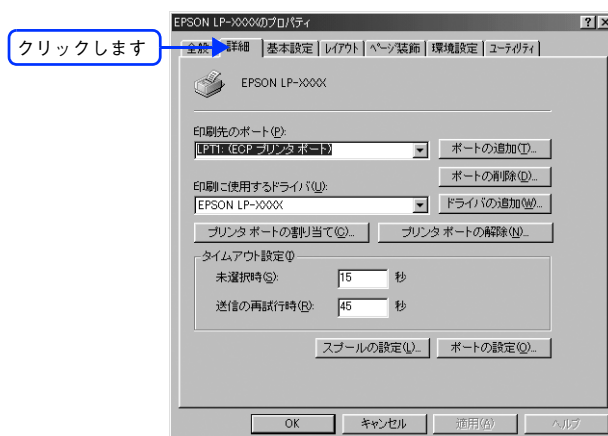 EPSON LP-XXXXのプロパティ
クリックします
全般 詳細 基本設定 レイアウト ページ装飾 環境設定 ユーティリティ
EPSON LP-XXXX
印刷先のポート(P):
LPT1: (ECP プリンタ ポート) ポートの追加(T)...
ポートの削除(D)...
印刷に使用するドライバ(U):
EPSON LP-XXXX ドライバの追加(W)...
プリンタ ポートの割り当て(C)... プリンタ ポートの解除(N)...
タイムアウト設定(I)
未選択時(S): 15 秒
送信の再試行時(R): 45 秒
スプールの設定(L)... ポートの設定(O)...
OK キャンセル 適用(A) ヘルプ